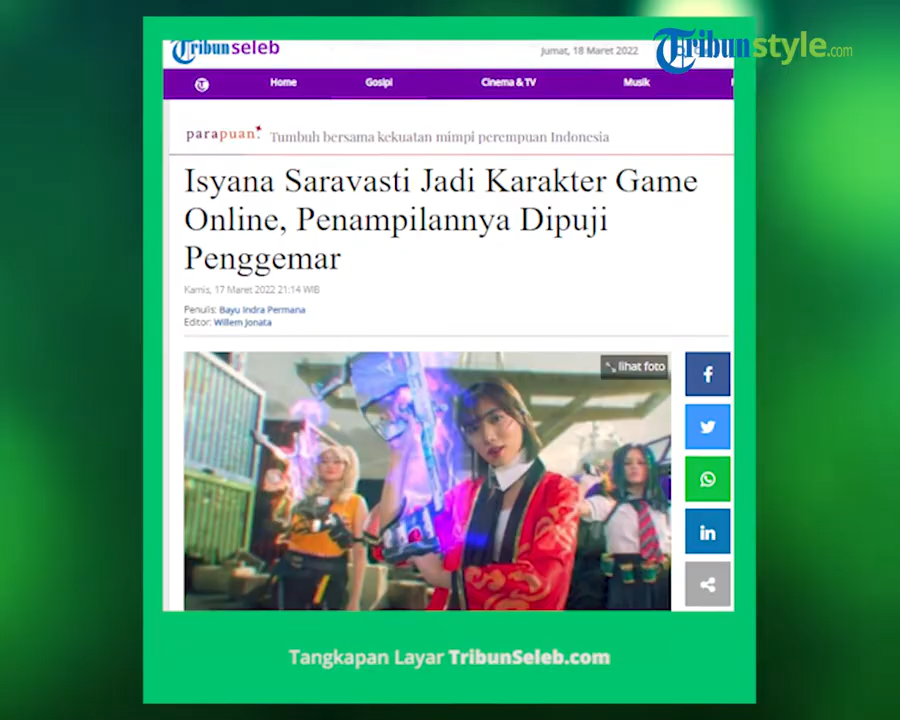 Tribunseleb
Jumat, 18 Maret 2022
Tribunstyle.com
Home
Gosipi
Cinema & TV
Musik
parapuan.
Tumbuh bersama kekuatan mimpi perempuan Indonesia
Isyana Saravasti Jadi Karakter Game
Online, Penampilannya Dipuji
Penggemar
Kamis, 17 Maret 2022 21:14 WIB
Penulis: Bayu Indra Permana
Editor: Willem Jonata
lihat foto
Tangkapan Layar TribunSeleb.com